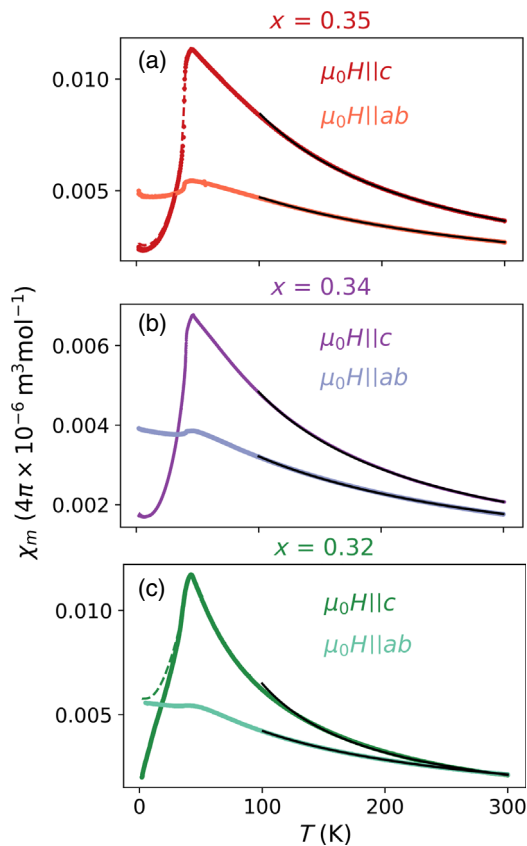 x = 0.35
(a)
μ₀H||c
μ₀H||ab
0.010
0.005
x = 0.34
(b)
μ₀H||c
μ₀H||ab
0.006
0.004
0.002
χₘ (4π × 10⁻⁶ m³mol⁻¹)
x = 0.32
(c)
μ₀H||c
μ₀H||ab
0.010
0.005
0 100 200 300
T (K)